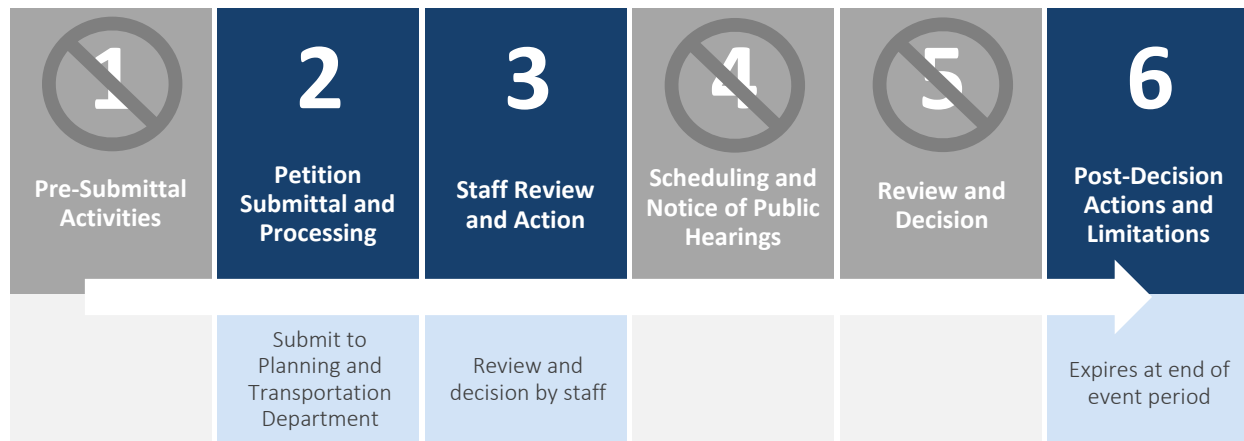 1
Pre-Submittal
Activities
2
Petition
Submittal and
Processing
Submit to
Planning and
Transportation
Department
3
Staff Review
and Action
Review and
decision by staff
4
Scheduling and
Notice of Public
Hearings
5
Review and
Decision
6
Post-Decision
Actions and
Limitations
Expires at end of
event period